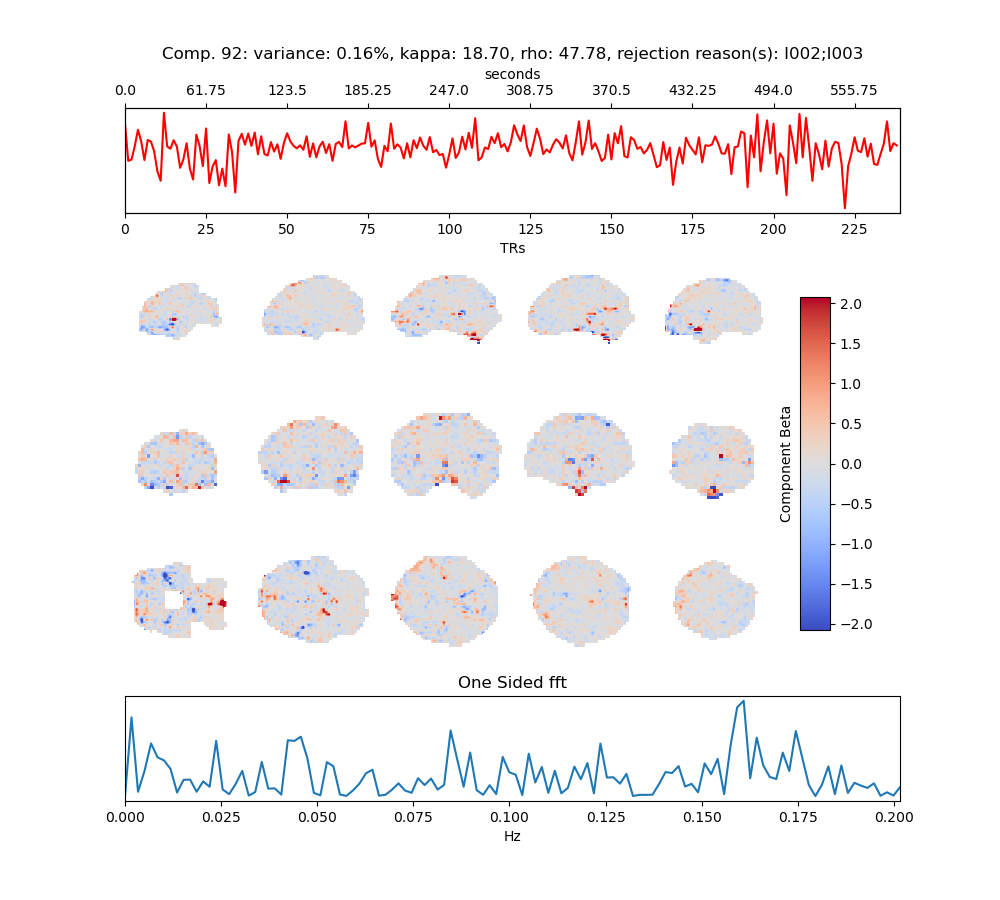 Comp. 92: variance: 0.16%, kappa: 18.70, rho: 47.78, rejection reason(s): I002;I003
seconds
0.0 61.75 123.5 185.25 247.0 308.75 370.5 432.25 494.0 555.75
0 25 50 75 100 125 150 175 200 225
TRs
2.0
1.5
1.0
0.5
0.0
−0.5
−1.0
−1.5
−2.0
Component Beta
One Sided fft
0.000 0.025 0.050 0.075 0.100 0.125 0.150 0.175 0.200
Hz